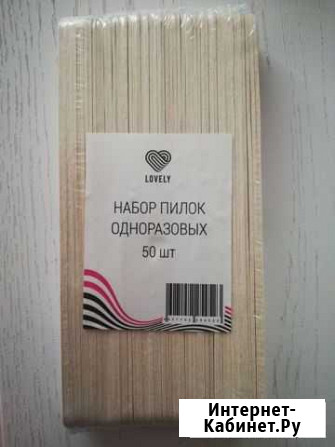 LOVELY
НАБОР ПИЛОК
ОДНОРАЗОВЫХ
50 шт
Интернет-
Кабинет.Ру